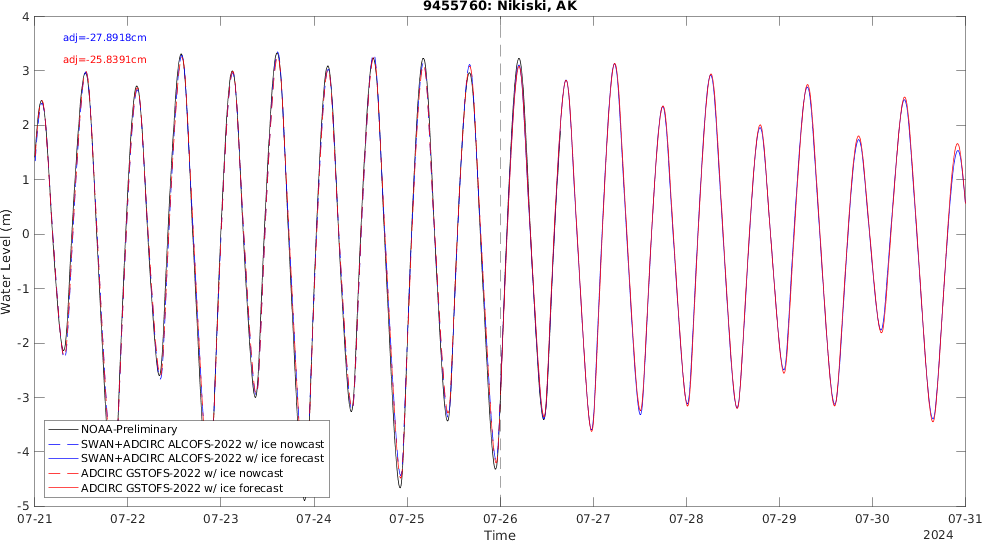 9455760: Nikiski, AK
adj=-27.8918cm
adj=-25.8391cm
4
3
2
1
0
-1
-2
-3
-4
-5
Water Level (m)
NOAA-Preliminary
SWAN+ADCIRC ALCOFS-2022 w/ ice nowcast
SWAN+ADCIRC ALCOFS-2022 w/ ice forecast
ADCIRC GSTOFS-2022 w/ ice nowcast
ADCIRC GSTOFS-2022 w/ ice forecast
07-21 07-22 07-23 07-24 07-25 07-26 07-27 07-28 07-29 07-30 07-31
Time
2024